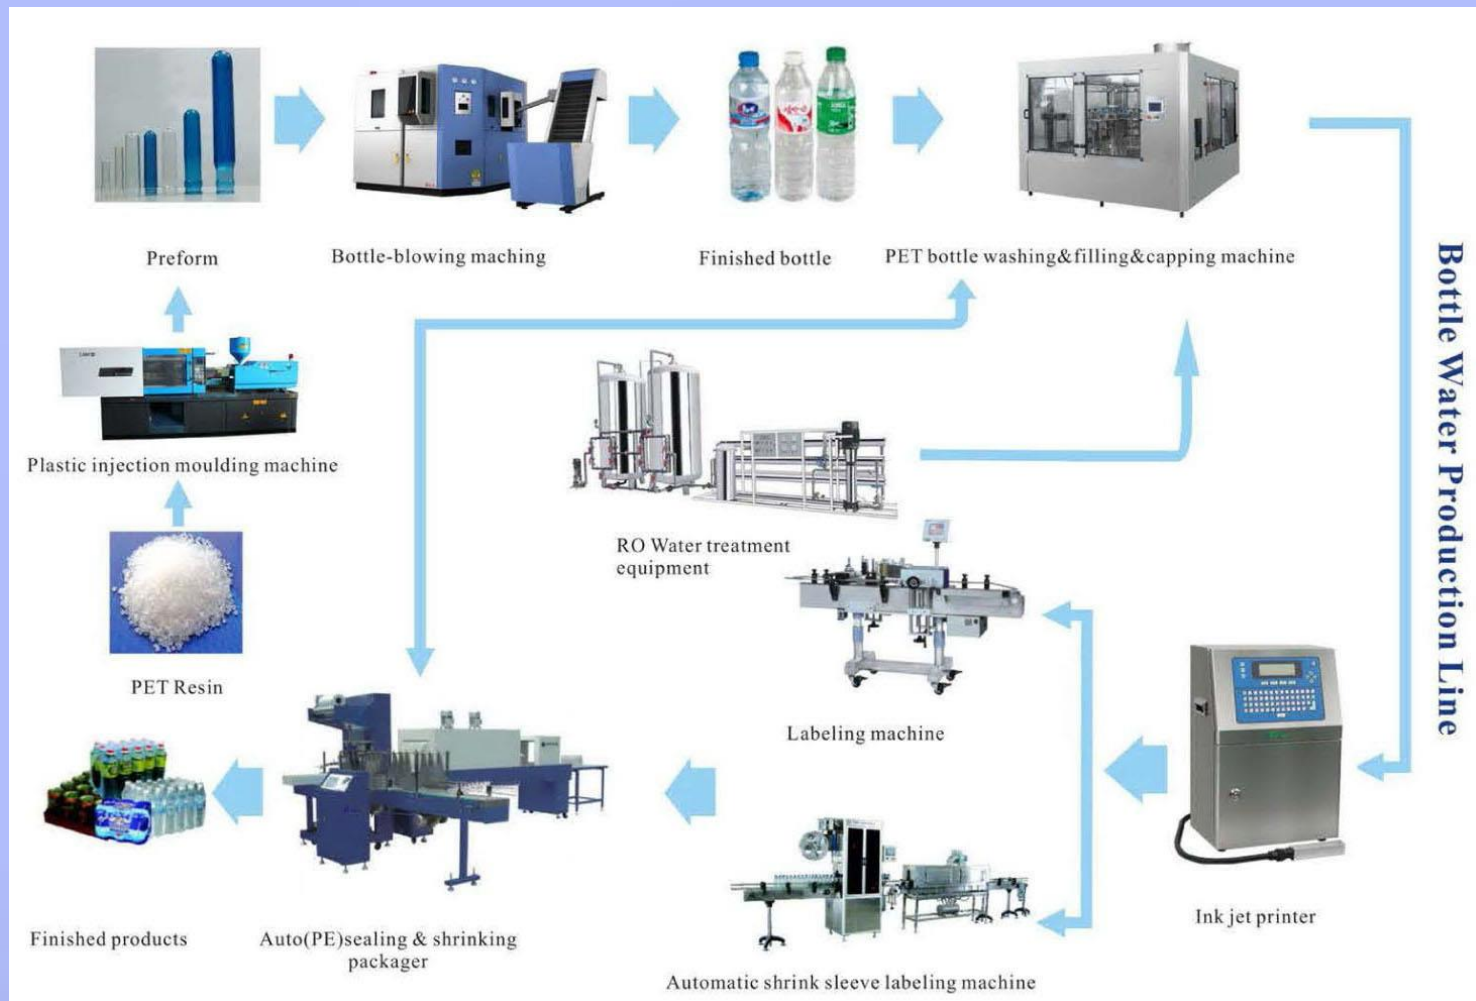 Preform
Bottle-blowing maching
Finished bottle
PET bottle washing&filling&capping machine
Plastic injection moulding machine
RO Water treatment
equipment
PET Resin
Labeling machine
Ink jet printer
Finished products
Auto(PE)sealing & shrinking
packager
Automatic shrink sleeve labeling machine
Bottle Water Production Line